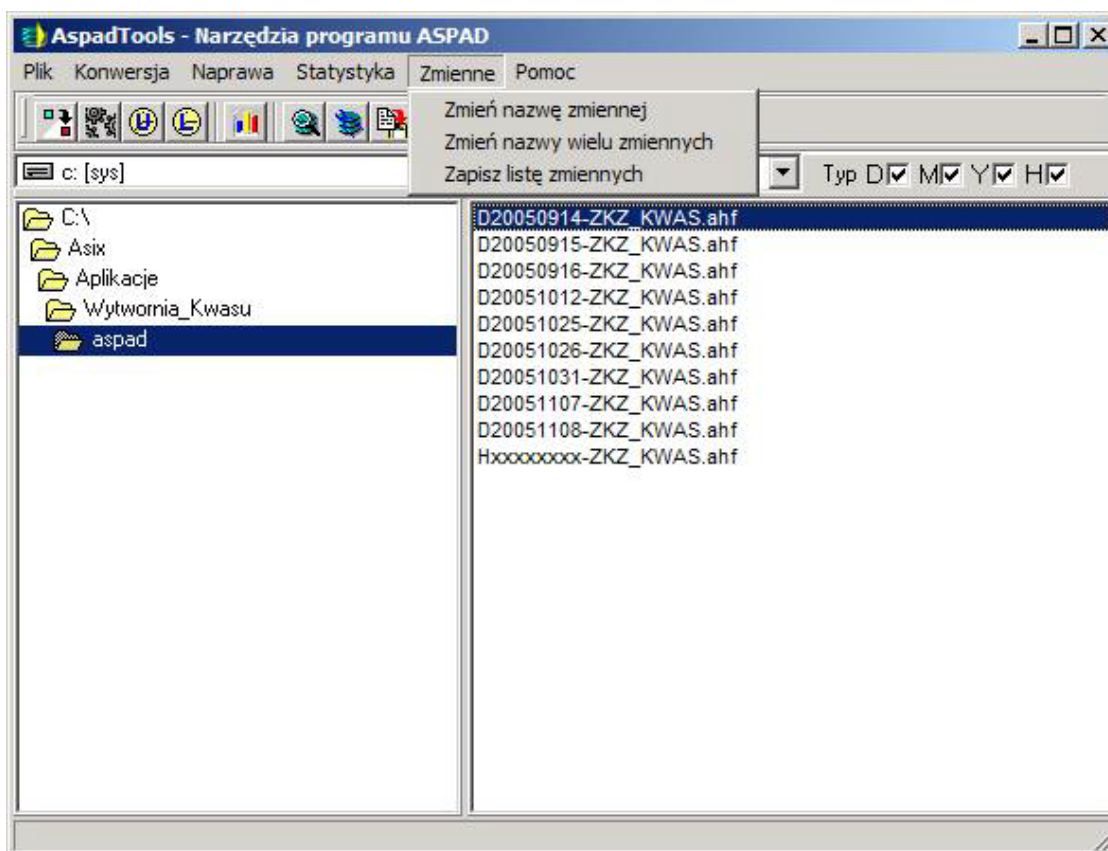 AspadTools - Narzędzia programu ASPAD
Plik Konwersja Naprawa Statystyka Zmienne Pomoc
Zmień nazwę zmiennej
Zmień nazwy wielu zmiennych
Zapisz listę zmiennych
c: [sys]
Typ D M Y H
C:\
Asix
Aplikacje
Wytwornia_Kwasu
aspad
D20050914-ZKZ_KWAS.ahf
D20050915-ZKZ_KWAS.ahf
D20050916-ZKZ_KWAS.ahf
D20051012-ZKZ_KWAS.ahf
D20051025-ZKZ_KWAS.ahf
D20051026-ZKZ_KWAS.ahf
D20051031-ZKZ_KWAS.ahf
D20051107-ZKZ_KWAS.ahf
D20051108-ZKZ_KWAS.ahf
Hxxxxxxxx-ZKZ_KWAS.ahf